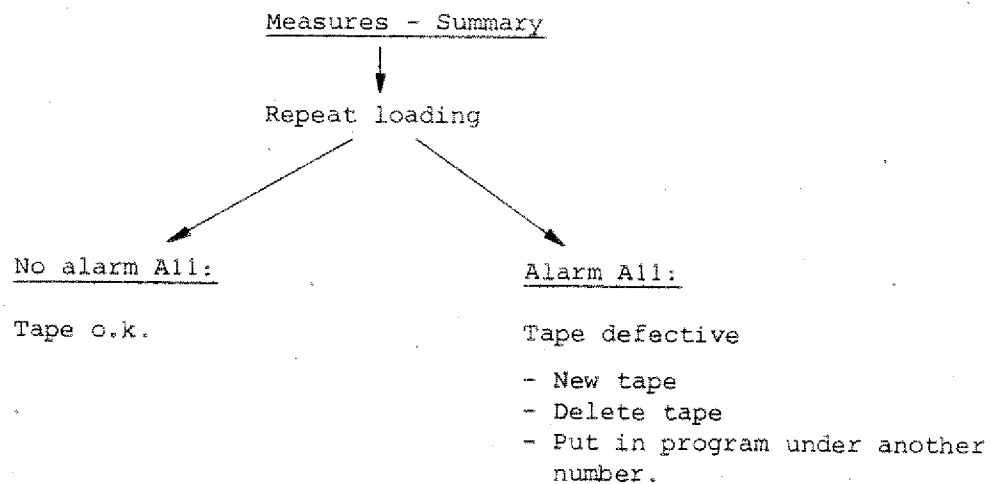 Measures - Summary
Repeat loading
No alarm A11:
Tape o.k.
Alarm A11:
Tape defective
- New tape
- Delete tape
- Put in program under another
number.